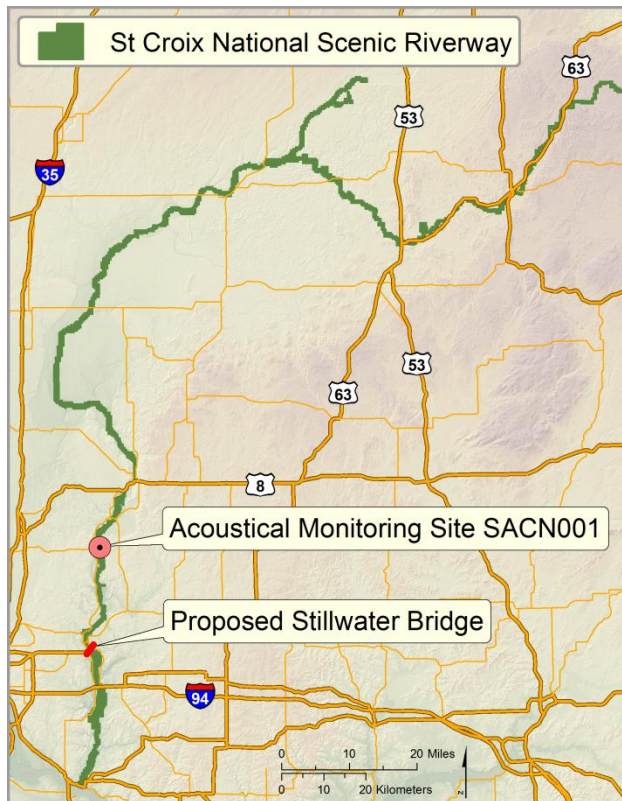 St Croix National Scenic Riverway
63
53
35
63
53
8
Acoustical Monitoring Site SACN001
Proposed Stillwater Bridge
94
0 10 20 Miles
0 10 20 Kilometers
N